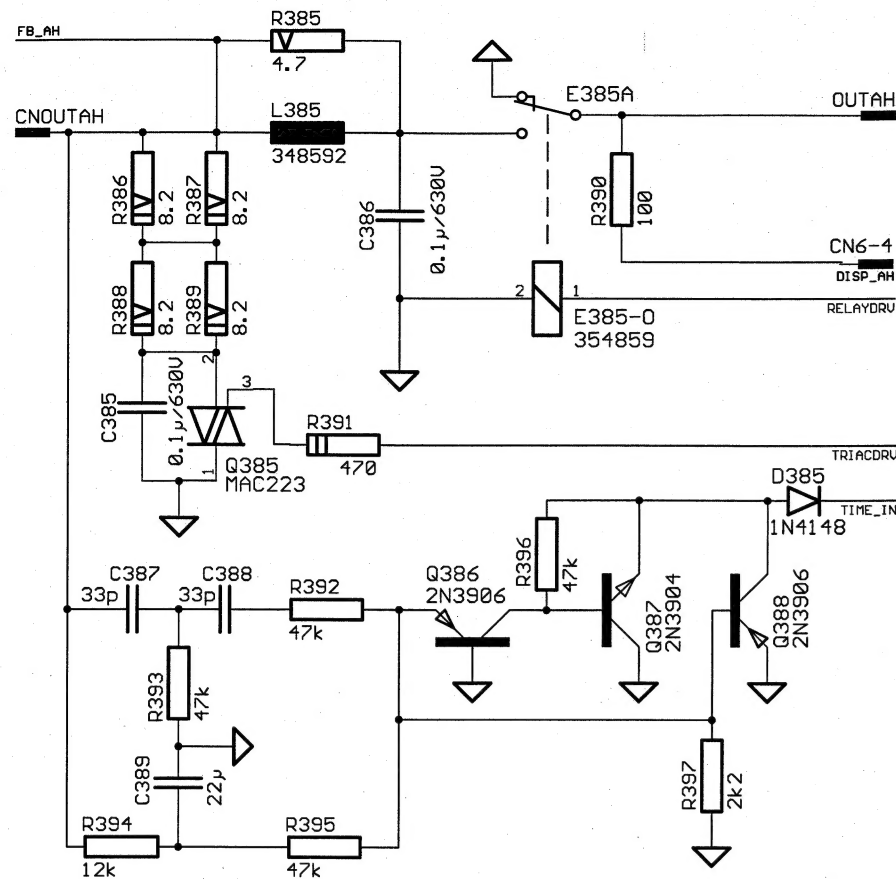 FB_AH
R385
4.7
CNOUTAH
L385
348592
E385A
OUTAH
R386
8.2
R387
8.2
C386
0.1µ/630V
R390
100
CN6-4
DISP_AH
R388
8.2
R389
8.2
2
1
E385-O
354859
RELAYDRV
C385
0.1µ/630V
2
3
1
Q385
MAC223
R391
470
TRIACDRV
D385
1N4148
TIME_IN
C387
33p
C388
33p
R392
47k
Q386
2N3906
R396
47k
Q387
2N3904
Q388
2N3906
R393
47k
C389
22µ
R397
2k2
R394
12k
R395
47k